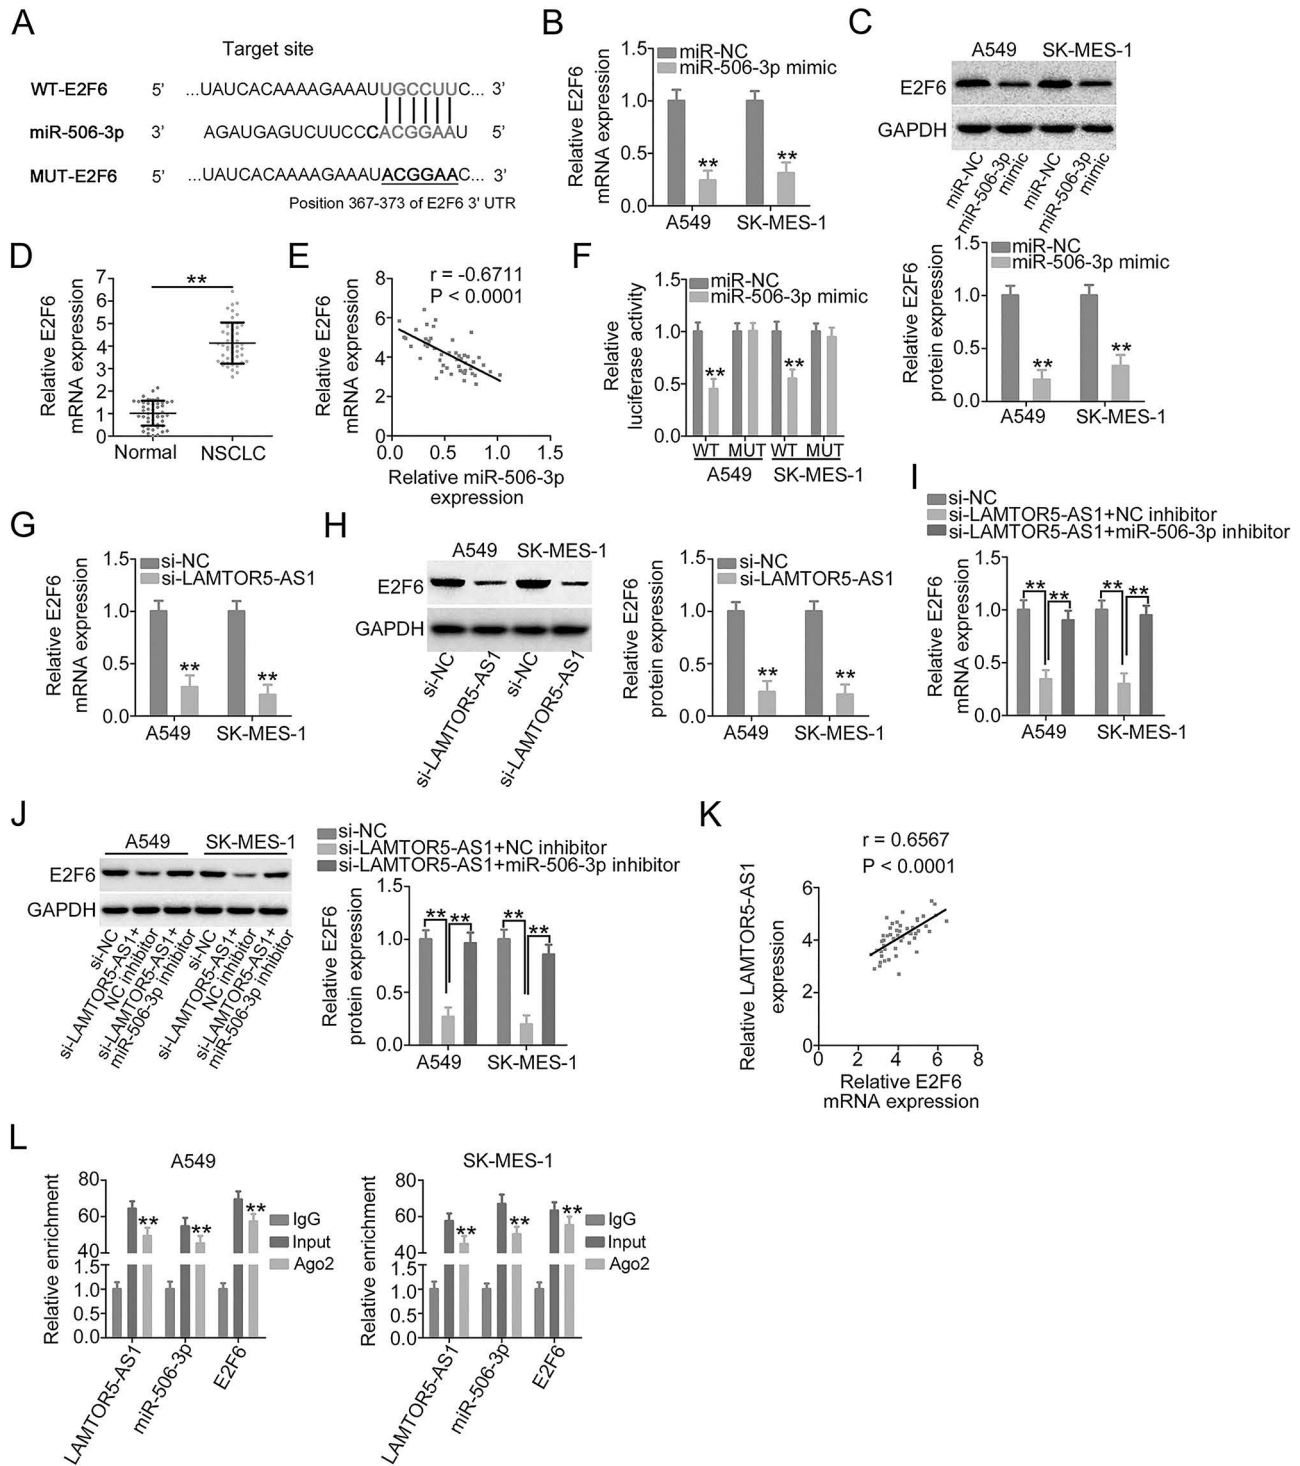 A
Target site
WT-E2F6 5' ...UAUCACAAAAGAAAUUGCCUUC... 3'
miR-506-3p 3' AGAUGAGUCUUCCCACGGAAU 5'
MUT-E2F6 5' ...UAUCACAAAAGAAAUACGGAAC... 3'
Position 367-373 of E2F6 3' UTR
B
Relative E2F6
mRNA expression
miR-NC
miR-506-3p mimic
1.5
1.0
0.5
0.0
** **
A549 SK-MES-1
C
A549 SK-MES-1
E2F6
GAPDH
miR-NC
miR-506-3p
mimic
miR-NC
miR-506-3p
mimic
Relative E2F6
protein expression
miR-NC
miR-506-3p mimic
1.5
1.0
0.5
0.0
** **
A549 SK-MES-1
D
Relative E2F6
mRNA expression
7
6
5
4
3
2
1
0
**
Normal NSCLC
E
Relative E2F6
mRNA expression
r = -0.6711
P < 0.0001
8
6
4
2
0
0.0 0.5 1.0 1.5
Relative miR-506-3p
expression
F
Relative
luciferase activity
miR-NC
miR-506-3p mimic
1.5
1.0
0.5
0.0
** **
WT MUT WT MUT
A549 SK-MES-1
G
Relative E2F6
mRNA expression
si-NC
si-LAMTOR5-AS1
1.5
1.0
0.5
0.0
** **
A549 SK-MES-1
H
A549 SK-MES-1
E2F6
GAPDH
si-NC
si-LAMTOR5-AS1
si-NC
si-LAMTOR5-AS1
Relative E2F6
protein expression
si-NC
si-LAMTOR5-AS1
1.5
1.0
0.5
0.0
** **
A549 SK-MES-1
I
si-NC
si-LAMTOR5-AS1+NC inhibitor
si-LAMTOR5-AS1+miR-506-3p inhibitor
Relative E2F6
mRNA expression
1.5
1.0
0.5
0.0
** ** ** **
A549 SK-MES-1
J
A549 SK-MES-1
E2F6
GAPDH
si-NC
si-LAMTOR5-AS1+
NC inhibitor
si-LAMTOR5-AS1+
miR-506-3p inhibitor
si-NC
si-LAMTOR5-AS1+
NC inhibitor
si-LAMTOR5-AS1+
miR-506-3p inhibitor
si-NC
si-LAMTOR5-AS1+NC inhibitor
si-LAMTOR5-AS1+miR-506-3p inhibitor
Relative E2F6
protein expression
1.5
1.0
0.5
0.0
** ** ** **
A549 SK-MES-1
K
r = 0.6567
P < 0.0001
Relative LAMTOR5-AS1
expression
6
4
2
0
0 2 4 6 8
Relative E2F6
mRNA expression
L
A549
Relative enrichment
80
60
40
1.5
1.0
0.5
0.0
** ** **
LAMTOR5-AS1
miR-506-3p
E2F6
IgG
Input
Ago2
SK-MES-1
Relative enrichment
80
60
40
1.5
1.0
0.5
0.0
** ** **
LAMTOR5-AS1
miR-506-3p
E2F6
IgG
Input
Ago2